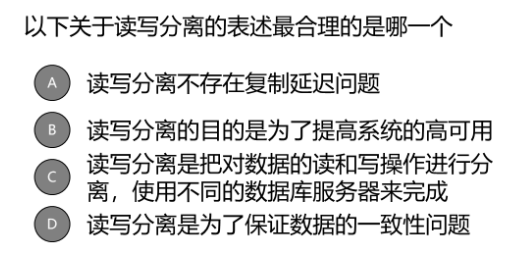 以下关于读写分离的表述最合理的是哪一个
A 读写分离不存在复制延迟问题
B 读写分离的目的是为了提高系统的高可用
C 读写分离是把对数据的读和写操作进行分
离，使用不同的数据库服务器来完成
D 读写分离是为了保证数据的一致性问题